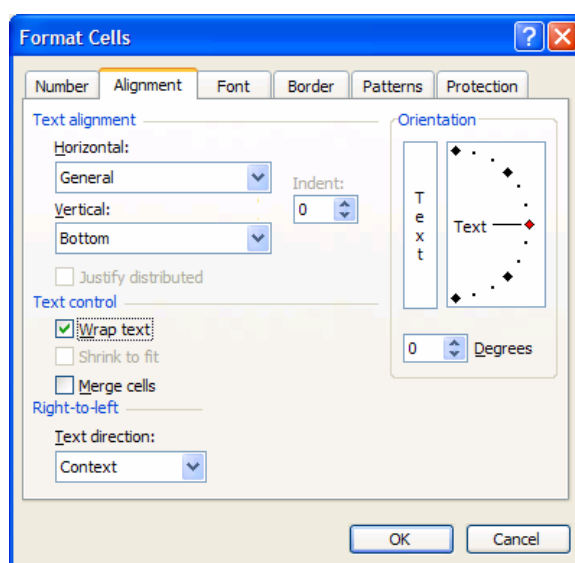 Format Cells
Number Alignment Font Border Patterns Protection
Text alignment
Horizontal:
General
Indent:
0
Vertical:
Bottom
Justify distributed
Text control
Wrap text
Shrink to fit
Merge cells
Right-to-left
Text direction:
Context
Orientation
Text
Text
0 Degrees
OK Cancel